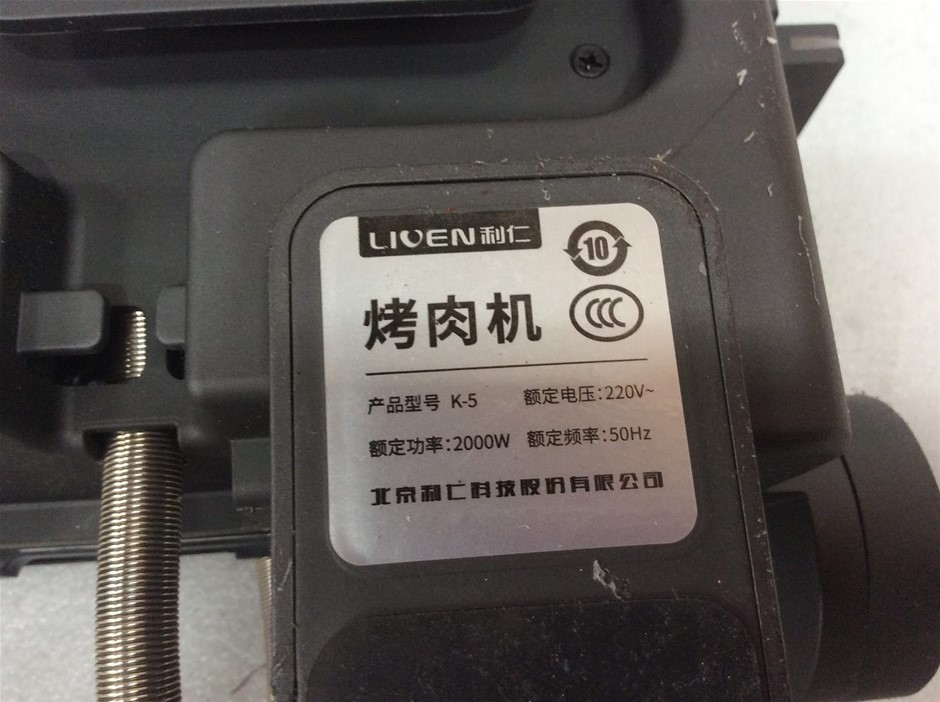 LIVEN利仁
10
烤肉机
CCC
产品型号 K-5 额定电压:220V~
额定功率:2000W 额定频率:50Hz
北京利仁科技股份有限公司